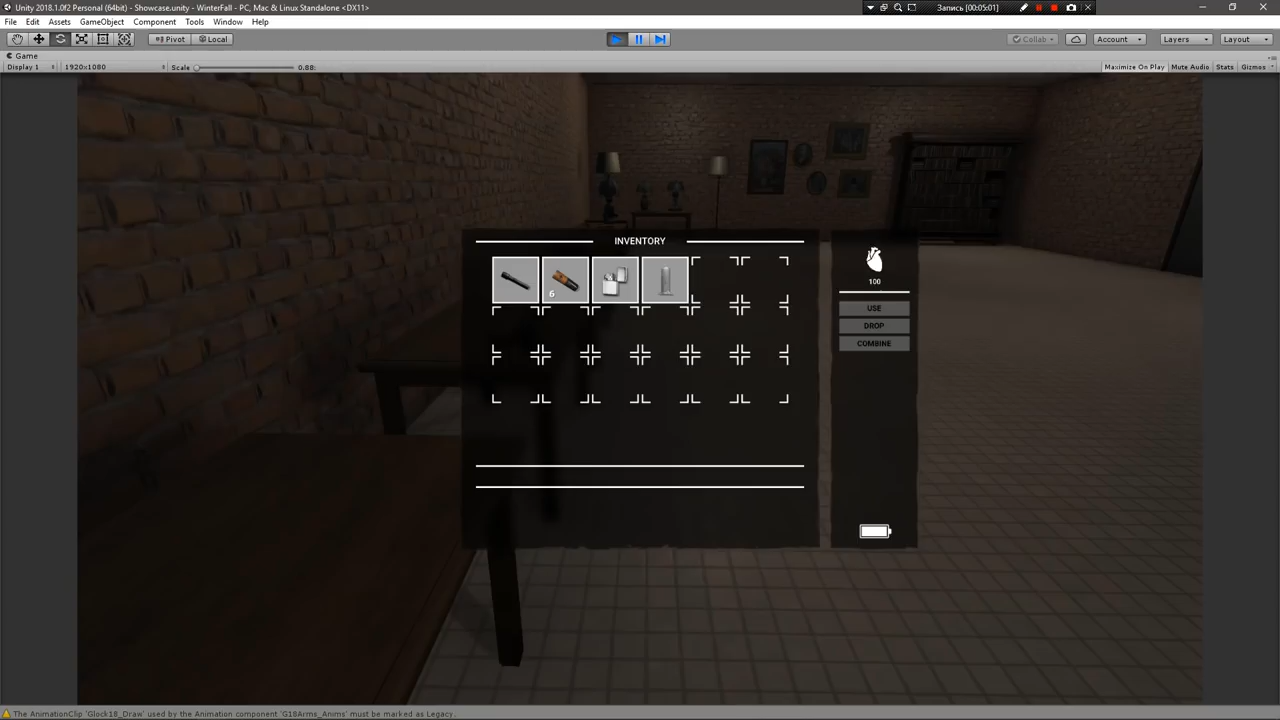 Unity 2018.1.0f2 Personal (64bit) - Showcase.unity - WinterFall - PC, Mac & Linux Standalone <DX11>
Запись [00:05:01]
File Edit Assets GameObject Component Tools Window Help
Pivot Local Collab Account Layers Layout
Game
Display 1 1920x1080 Scale 0.88: Maximize On Play Mute Audio Stats Gizmos
INVENTORY
6
100
USE
DROP
COMBINE
The AnimationClip 'Glock18_Draw' used by the Animation component 'G18Arms_Anims' must be marked as Legacy.